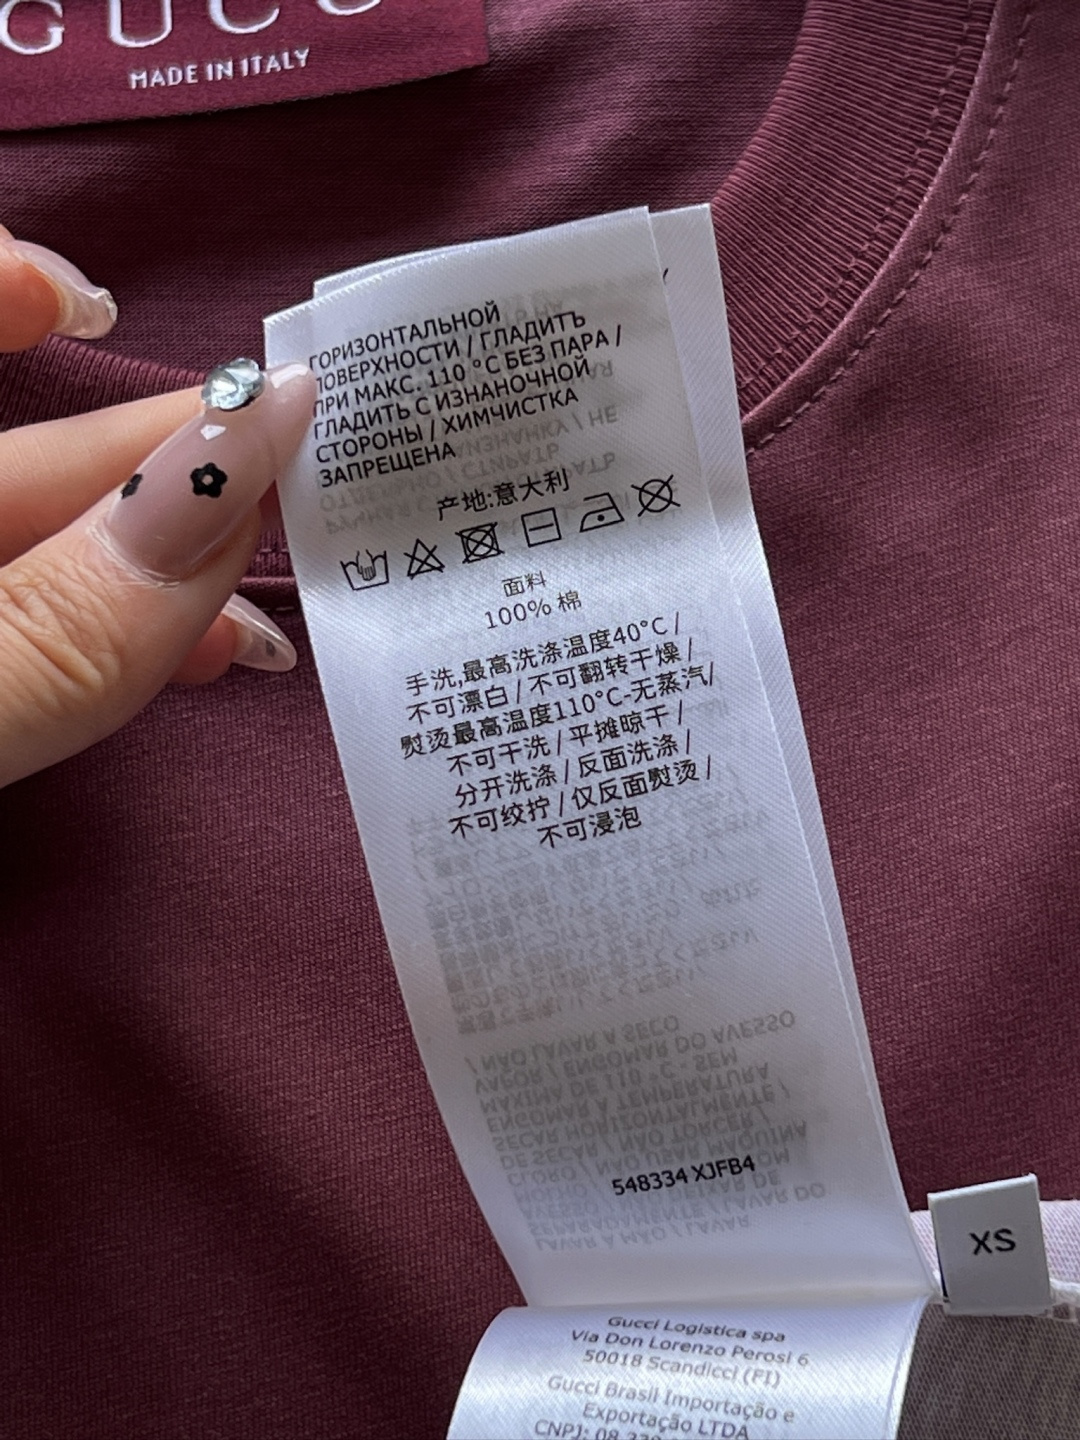 GUCCI
MADE IN ITALY
ГОРИЗОНТАЛЬНОЙ
ПОВЕРХНОСТИ / ГЛАДИТЪ
ПРИ МАКС. 110 °C БЕЗ ПАРА /
ГЛАДИТЬ С ИЗНАНОЧНОЙ
СТОРОНЫ / ХИМЧИСТКА
ЗАПРЕЩЕНА
产地:意大利
面料
100% 棉
手洗,最高洗涤温度40°C /
不可漂白 / 不可翻转干燥 /
熨烫最高温度110°C-无蒸汽/
不可干洗 / 平摊晾干 /
分开洗涤 / 反面洗涤 /
不可绞拧 / 仅反面熨烫 /
不可浸泡
548334 XJFB4
XS
Gucci Logistica spa
Via Don Lorenzo Perosi 6
50018 Scandicci (FI)
Gucci Brasil Importação e
Exportação LTDA
CNPJ: 08.